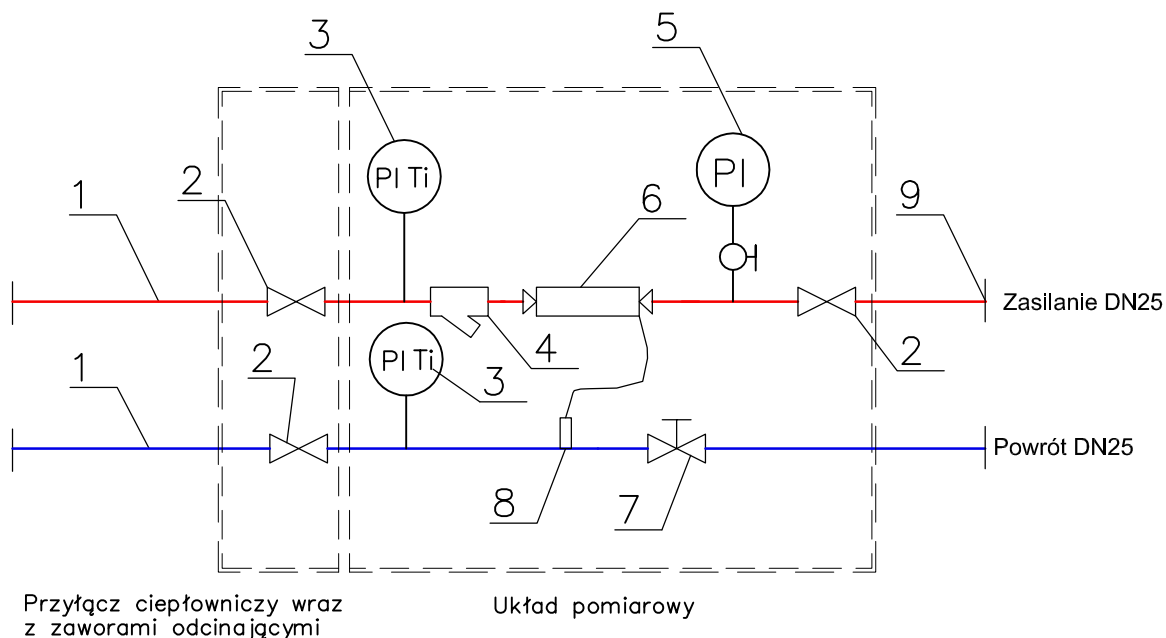 3
5
1
2
PI Ti
PI
6
9
Zasilanie DN25
4
2
1
2
PI Ti
3
Powrót DN25
8
7
Przyłącz ciepłowniczy wraz
z zaworami odcinającymi
Układ pomiarowy